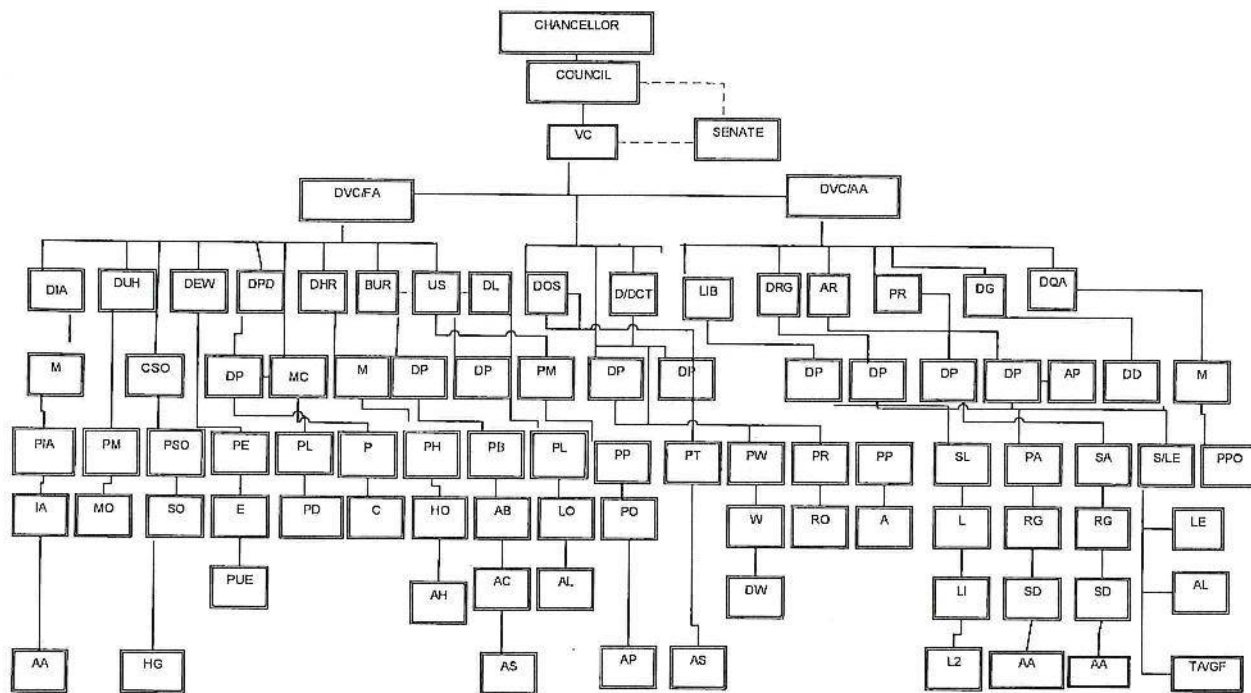 CHANCELLOR
COUNCIL
VC
SENATE
DVC/FA
DVC/AA
DIA
DUH
DEW
DPD
DHR
BUR
US
DL
DOS
D/DCT
LIB
DRG
AR
PR
DG
DQA
M
CSO
DP
MC
M
DP
DP
PM
DP
DP
DP
DP
DP
DP
AP
DD
M
PIA
PM
PSO
PE
PL
P
PH
PB
PL
PP
PT
PW
PR
PP
SL
PA
SA
S/LE
PPO
IA
MO
SO
E
PD
C
HO
AB
LO
PO
W
RO
A
L
RG
RG
LE
PUE
AH
AC
AL
DW
LI
SD
SD
AL
AA
HG
AS
AP
AS
L2
AA
AA
TA/GF